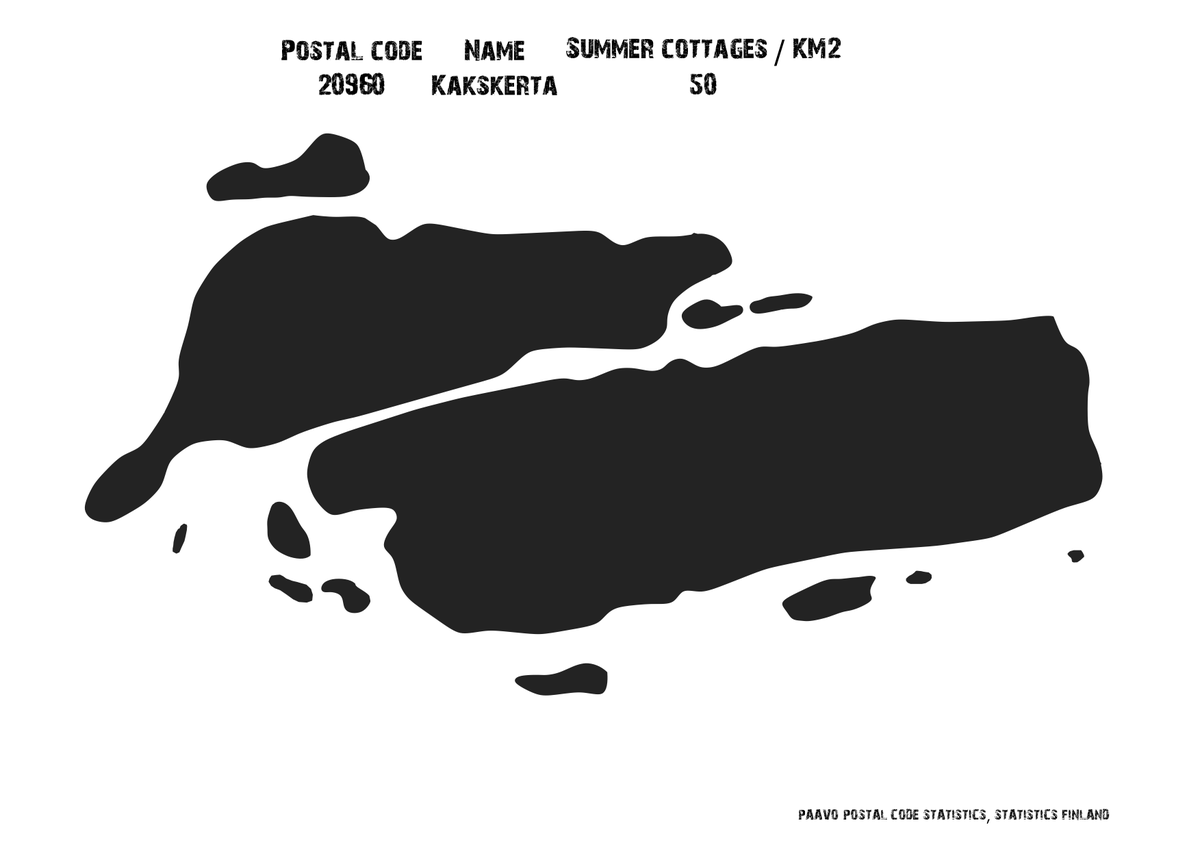 Postal code Name Summer cottages / km2
20960 Kakskerta 50
Paavo postal code statistics, Statistics Finland